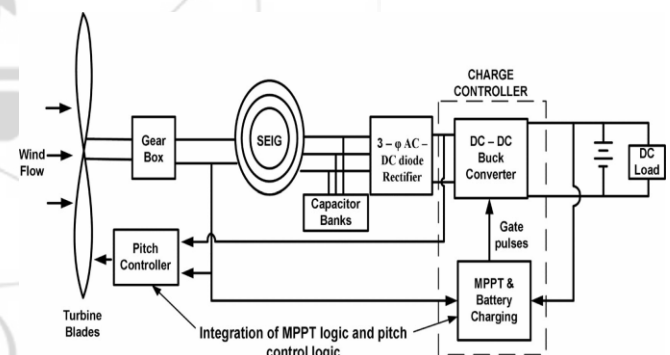 CHARGE
CONTROLLER
Wind
Flow
Gear
Box
SEIG
3 – φ AC –
DC diode
Rectifier
DC – DC
Buck
Converter
DC
Load
Capacitor
Banks
Gate
pulses
Pitch
Controller
MPPT &
Battery
Charging
Turbine
Blades
Integration of MPPT logic and pitch
control logic